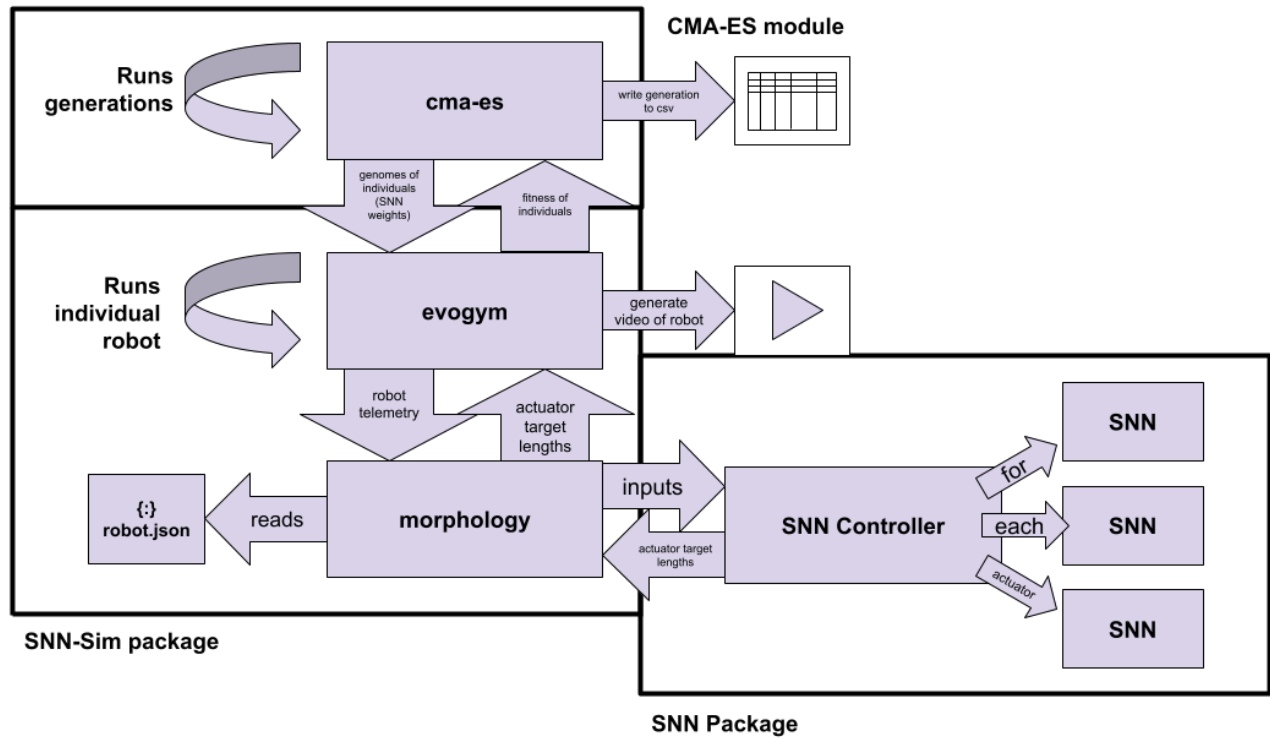 CMA-ES module
Runs
generations
cma-es
write generation
to csv
genomes of
individuals
(SNN
weights)
fitness of
individuals
Runs
individual
robot
evogym
generate
video of robot
robot
telemetry
actuator
target
lengths
{:}
robot.json
reads
morphology
inputs
actuator target
lengths
SNN Controller
for
each
actuator
SNN
SNN
SNN
SNN-Sim package
SNN Package